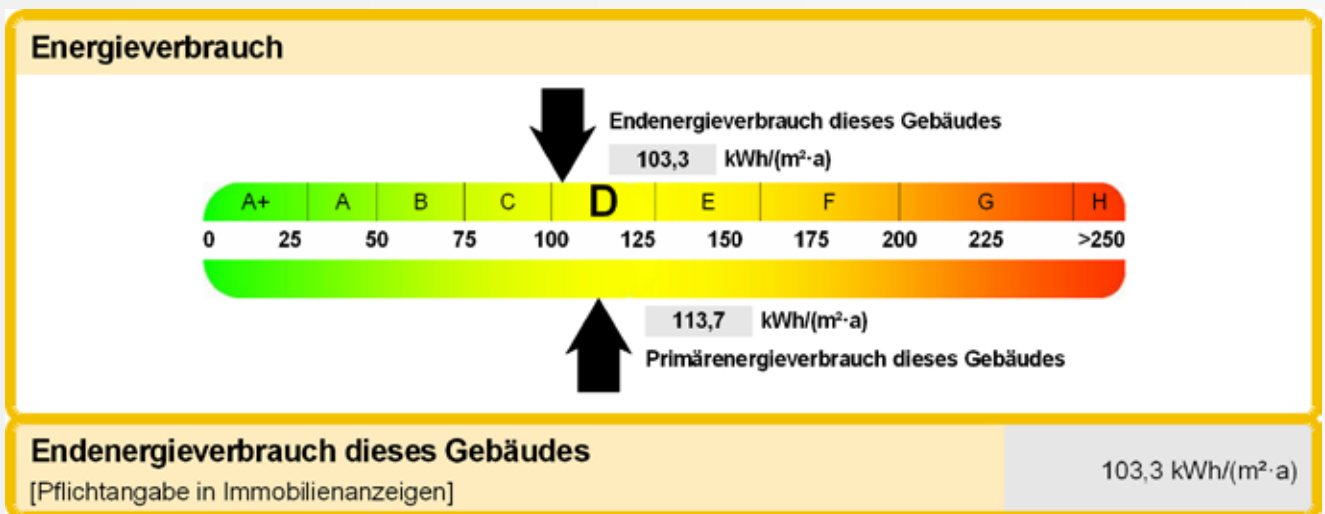 Energieverbrauch
Endenergieverbrauch dieses Gebäudes
103,3 kWh/(m²·a)
A+ A B C D E F G H
0 25 50 75 100 125 150 175 200 225 >250
113,7 kWh/(m²·a)
Primärenergieverbrauch dieses Gebäudes
Endenergieverbrauch dieses Gebäudes
[Pflichtangabe in Immobilienanzeigen]
103,3 kWh/(m²·a)